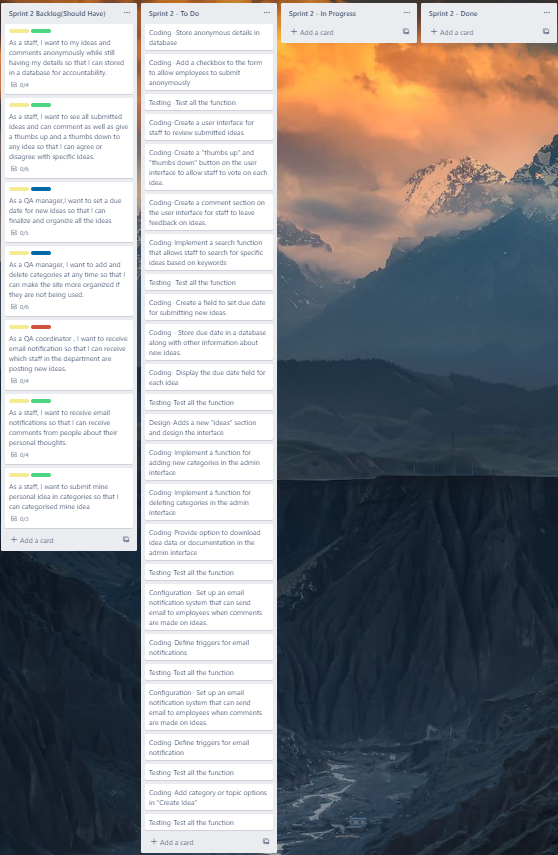 Sprint 2 Backlog(Should Have)
As a staff, I want to my ideas and
comments anonymously while still
having my details so that I can stored
in a database for accountability.
0/4
As a staff, I want to see all submitted
ideas and can comment as well as give
a thumbs up and a thumbs down to
any idea so that I can agree or
disagree with specific ideas.
0/6
As a QA manager,I want to set a due
date for new ideas so that I can
finalize and organize all the ideas
0/5
As a QA manager, I want to add and
delete categories at any time so that I
can make the site more organized if
they are not being used.
0/6
As a QA coordinator , I want to receive
email notification so that I can receive
which staff in the department are
posting new ideas.
0/4
As a staff, I want to receive email
notifications so that I can receive
comments from people about their
personal thoughts.
0/4
As a staff, I want to submit mine
personal idea in categories so that I
can categorised mine idea
0/3
+ Add a card
Sprint 2 - To Do
Coding· Store anonymous details in
database
Coding · Add a checkbox to the form
to allow employees to submit
anonymously
Testing· Test all the function
Coding·Create a user interface for
staff to review submitted ideas
Coding·Create a "thumbs up" and
"thumbs down" button on the user
interface to allow staff to vote on each
idea.
Coding·Create a comment section on
the user interface for staff to leave
feedback on ideas.
Coding·Implement a search function
that allows staff to search for specific
ideas based on keywords
Testing· Test all the function
Coding ·Create a field to set due date
for submitting new ideas.
Coding · Store due date in a database
along with other information about
new ideas.
Coding ·Display the due date field for
each idea
Testing·Test all the function
Design·Adds a new "ideas" section
and design the interface
Coding·Implement a function for
adding new categories in the admin
interface
Coding·Implement a function for
deleting categories in the admin
interface
Coding·Provide option to download
idea data or documentation in the
admin interface
Testing·Test all the function
Configuration· Set up an email
notification system that can send
email to employees when comments
are made on ideas.
Coding·Define triggers for email
notifications
Testing·Test all the function
Configuration· Set up an email
notification system that can send
email to employees when comments
are made on ideas.
Coding·Define triggers for email
notification
Testing·Test all the function
Coding·Add category or topic options
in "Create Idea"
Testing·Test all the function
+ Add a card
Sprint 2 - In Progress
+ Add a card
Sprint 2 - Done
+ Add a card